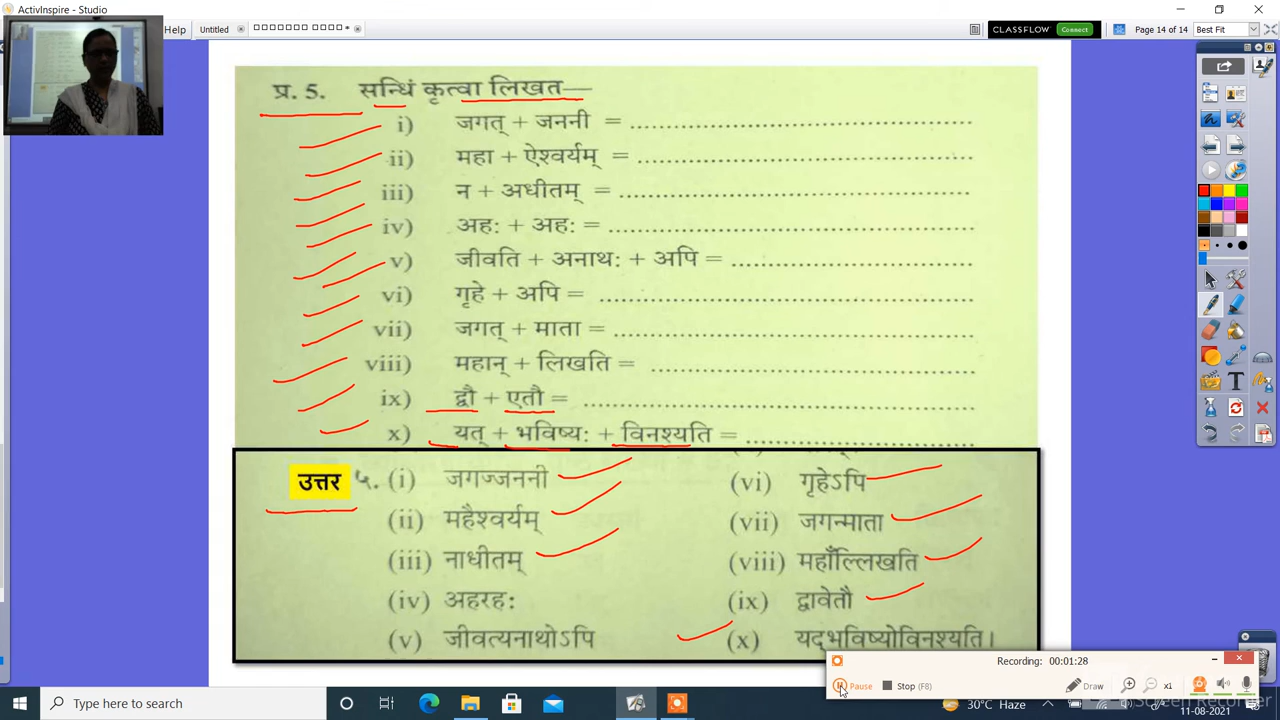 ActivInspire - Studio
Help Untitled
CLASSFLOW Connect
Page 14 of 14 Best Fit
प्र. 5. सन्धिं कृत्वा लिखत—
i) जगत् + जननी = ....................
ii) महा + ऐश्वर्यम् = ....................
iii) न + अधीतम् = ....................
iv) अहः + अहः = ....................
v) जीवति + अनाथः + अपि = ....................
vi) गृहे + अपि = ....................
vii) जगत् + माता = ....................
viii) महान् + लिखति = ....................
ix) द्वौ + एतौ = ....................
x) यत् + भविष्यः + विनश्यति = ....................
उत्तर ५. (i) जगज्जननी (vi) गृहेऽपि
(ii) महैश्वर्यम् (vii) जगन्माता
(iii) नाधीतम् (viii) महाँल्लिखति
(iv) अहरहः (ix) द्वावेतौ
(v) जीवत्यनाथोऽपि (x) यद्भविष्योविनश्यति।
Recording: 00:01:28
Pause Stop (F8) Draw x1
Type here to search
30°C Haze
11-08-2021